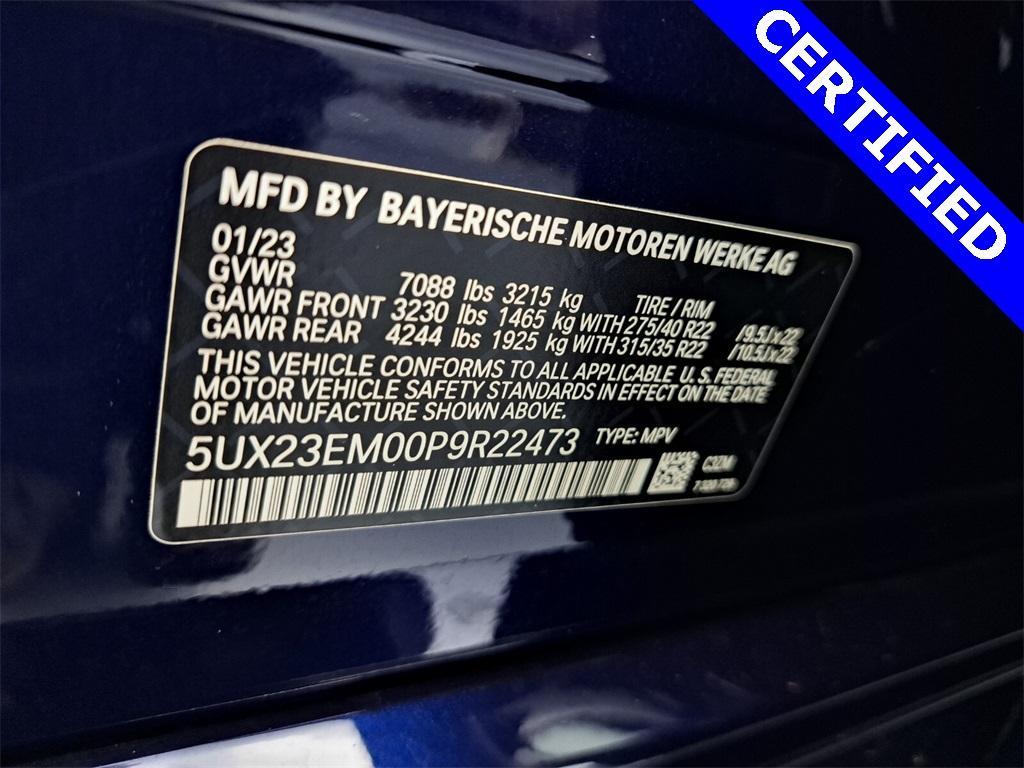 CERTIFIED
MFD BY BAYERISCHE MOTOREN WERKE AG
01/23
GVWR 7088 lbs 3215 kg TIRE / RIM
GAWR FRONT 3230 lbs 1465 kg WITH 275/40 R22 /9.5Jx22
GAWR REAR 4244 lbs 1925 kg WITH 315/35 R22 /10.5Jx22
THIS VEHICLE CONFORMS TO ALL APPLICABLE U.S. FEDERAL
MOTOR VEHICLE SAFETY STANDARDS IN EFFECT ON THE DATE
OF MANUFACTURE SHOWN ABOVE.
5UX23EM00P9R22473 TYPE: MPV